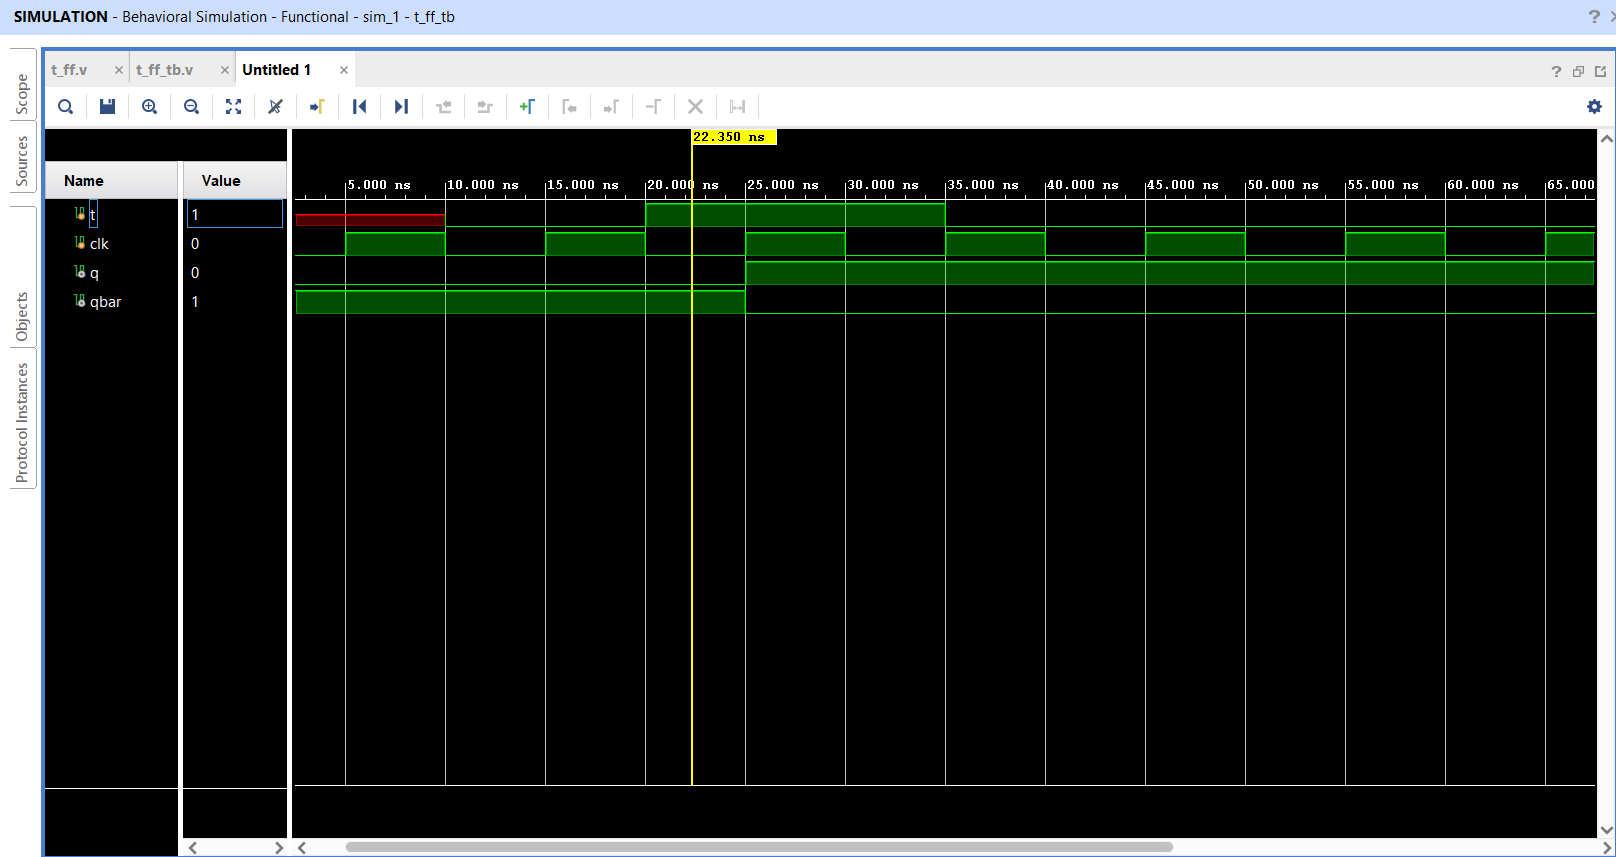 SIMULATION - Behavioral Simulation - Functional - sim_1 - t_ff_tb
Scope
Sources
Objects
Protocol Instances
t_ff.v
t_ff_tb.v
Untitled 1
22.350 ns
Name Value
5.000 ns 10.000 ns 15.000 ns 20.000 ns 25.000 ns 30.000 ns 35.000 ns 40.000 ns 45.000 ns 50.000 ns 55.000 ns 60.000 ns 65.000
t 1
clk 0
q 0
qbar 1